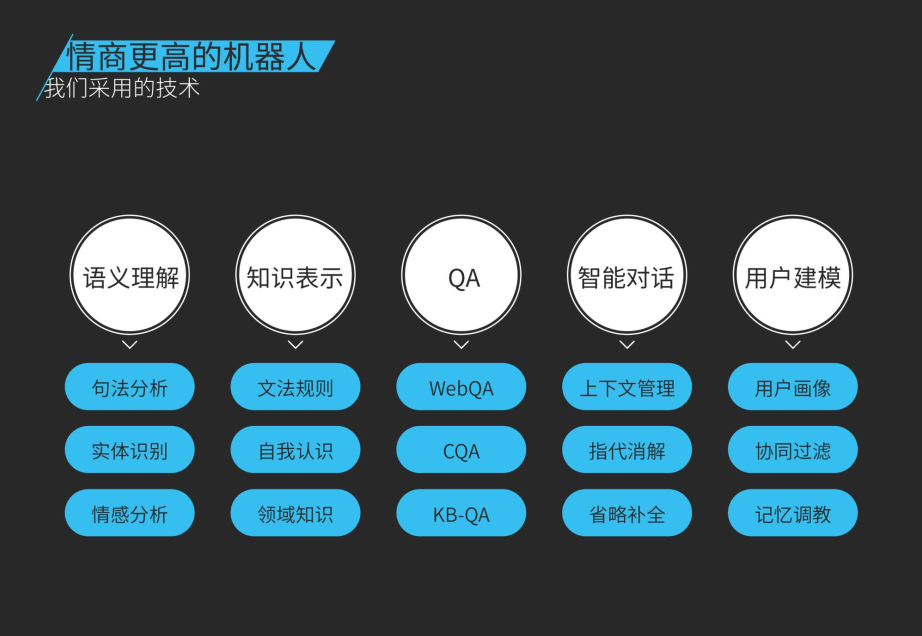 情商更高的机器人
我们采用的技术
语义理解
知识表示
QA
智能对话
用户建模
句法分析
文法规则
WebQA
上下文管理
用户画像
实体识别
自我认识
CQA
指代消解
协同过滤
情感分析
领域知识
KB-QA
省略补全
记忆调教